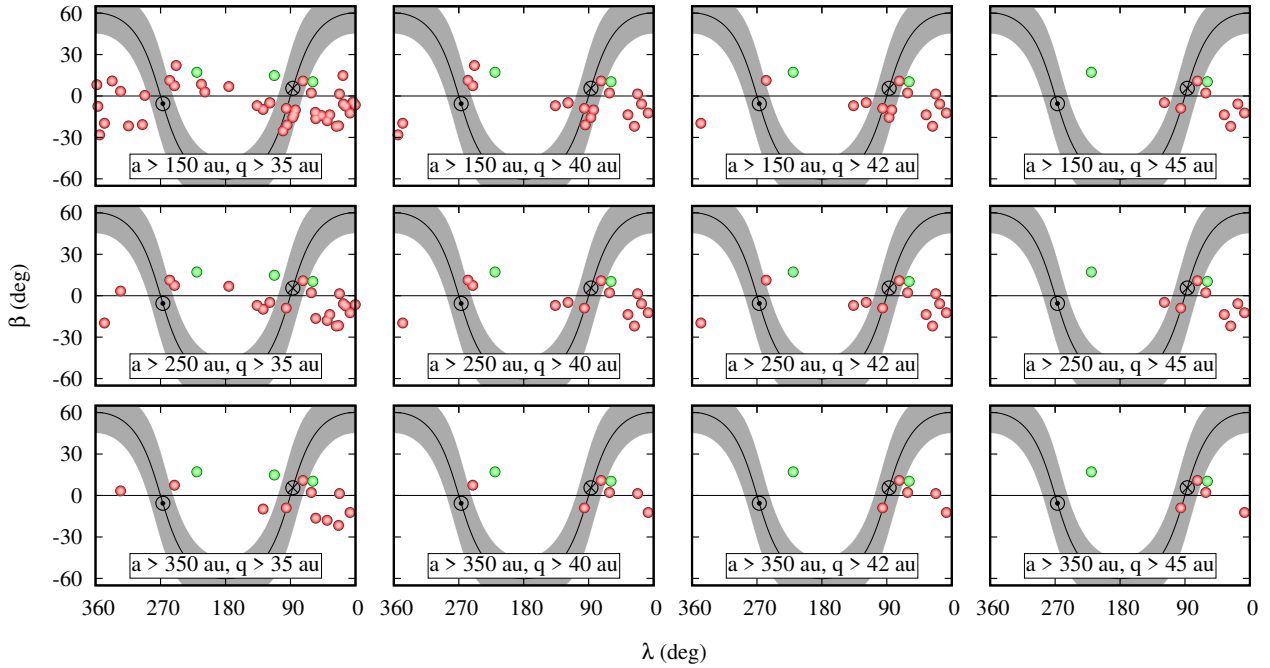 60
30
0
-30
-60
a > 150 au, q > 35 au
a > 150 au, q > 40 au
a > 150 au, q > 42 au
a > 150 au, q > 45 au
60
30
0
-30
-60
β (deg)
a > 250 au, q > 35 au
a > 250 au, q > 40 au
a > 250 au, q > 42 au
a > 250 au, q > 45 au
60
30
0
-30
-60
a > 350 au, q > 35 au
a > 350 au, q > 40 au
a > 350 au, q > 42 au
a > 350 au, q > 45 au
360 270 180 90 0
360 270 180 90 0
360 270 180 90 0
360 270 180 90 0
λ (deg)